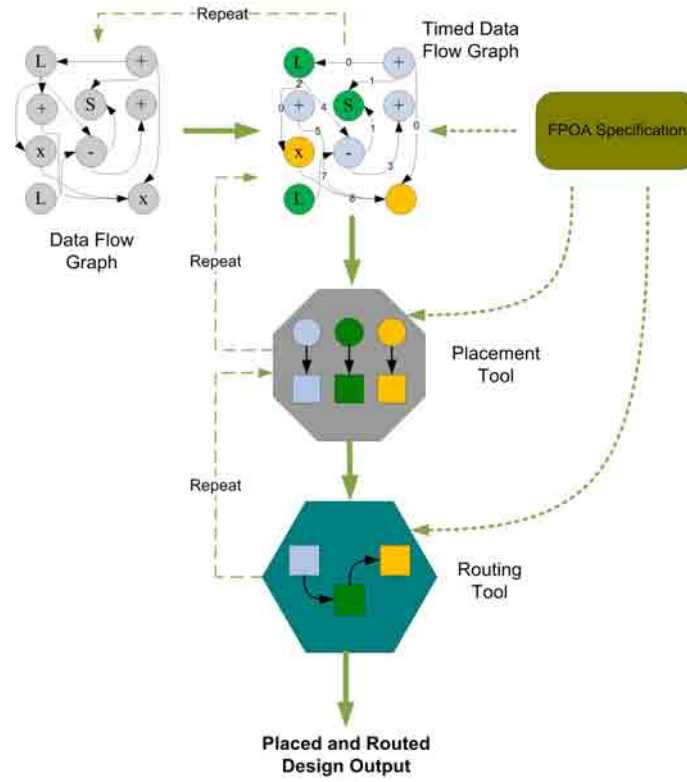 Repeat
Timed Data
Flow Graph
L
+
+
S
+
x
-
L
x
Data Flow
Graph
L
0
+
2
1
0
+
4
S
+
0
5
1
x
-
3
7
L
6
FPOA Specification
Repeat
Placement
Tool
Repeat
Routing
Tool
Placed and Routed
Design Output